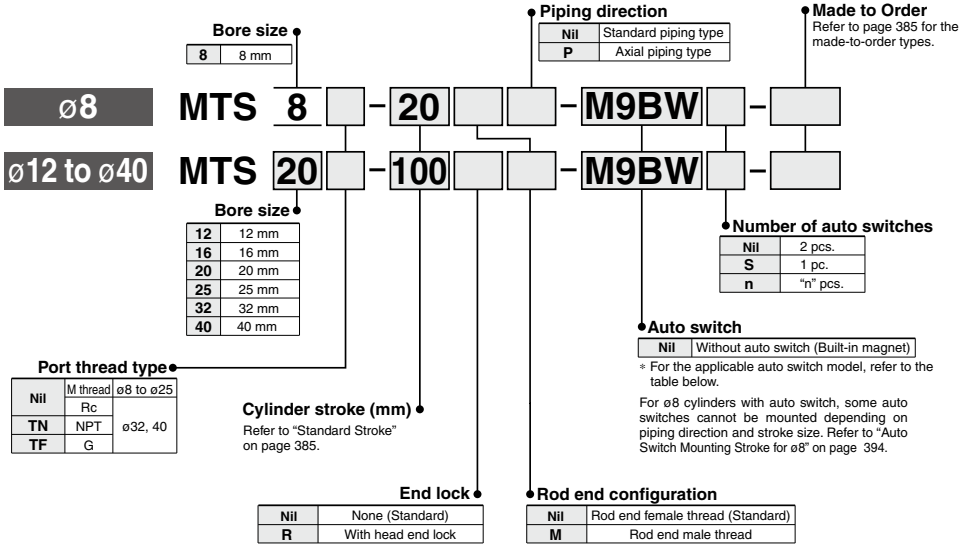 Piping direction
Nil Standard piping type
P Axial piping type
Made to Order
Refer to page 385 for the
made-to-order types.
Bore size
8 8 mm
ø8 MTS 8 - 20 - M9BW -
ø12 to ø40 MTS 20 - 100 - M9BW -
Bore size
12 12 mm
16 16 mm
20 20 mm
25 25 mm
32 32 mm
40 40 mm
Number of auto switches
Nil 2 pcs.
S 1 pc.
n “n” pcs.
Auto switch
Nil Without auto switch (Built-in magnet)
* For the applicable auto switch model, refer to the
table below.
For ø8 cylinders with auto switch, some auto
switches cannot be mounted depending on
piping direction and stroke size. Refer to “Auto
Switch Mounting Stroke for ø8” on page 394.
Port thread type
Nil M thread ø8 to ø25
Rc ø32, 40
TN NPT
TF G
Cylinder stroke (mm)
Refer to “Standard Stroke”
on page 385.
End lock
Nil None (Standard)
R With head end lock
Rod end configuration
Nil Rod end female thread (Standard)
M Rod end male thread